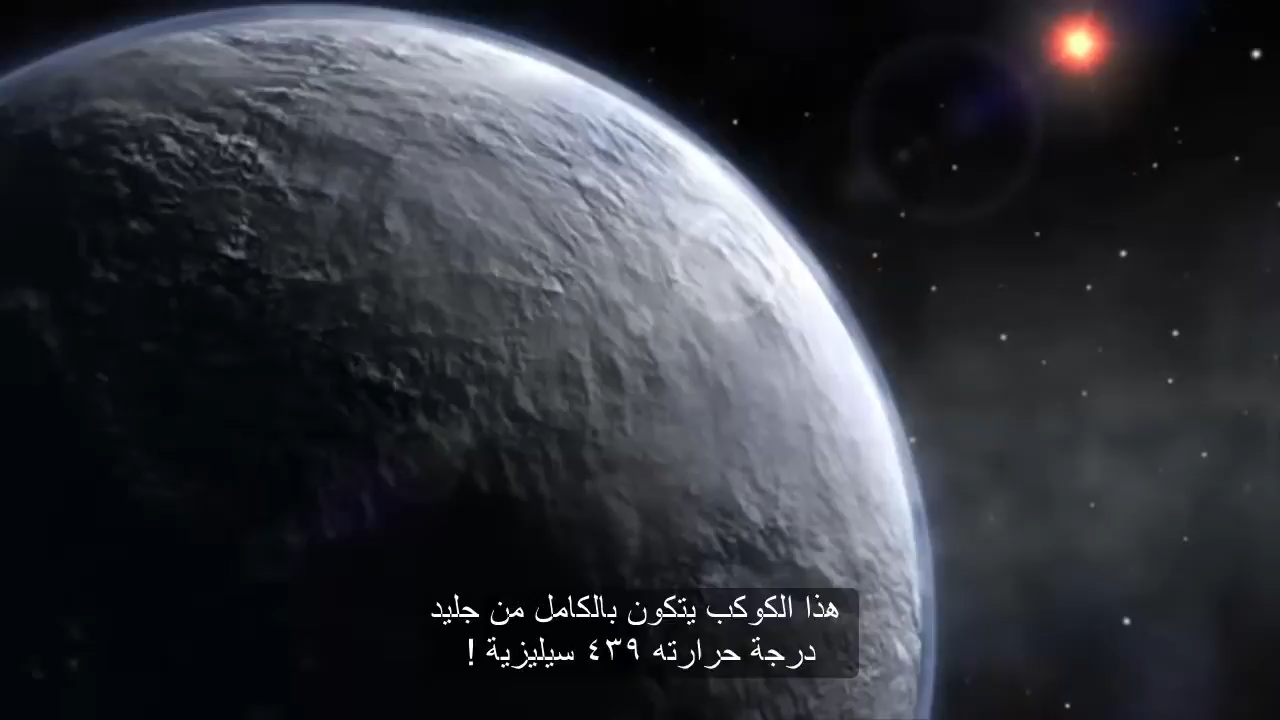 هذا الكوكب يتكون بالكامل من جليد
درجة حرارته ٤٣٩ سيليزية !